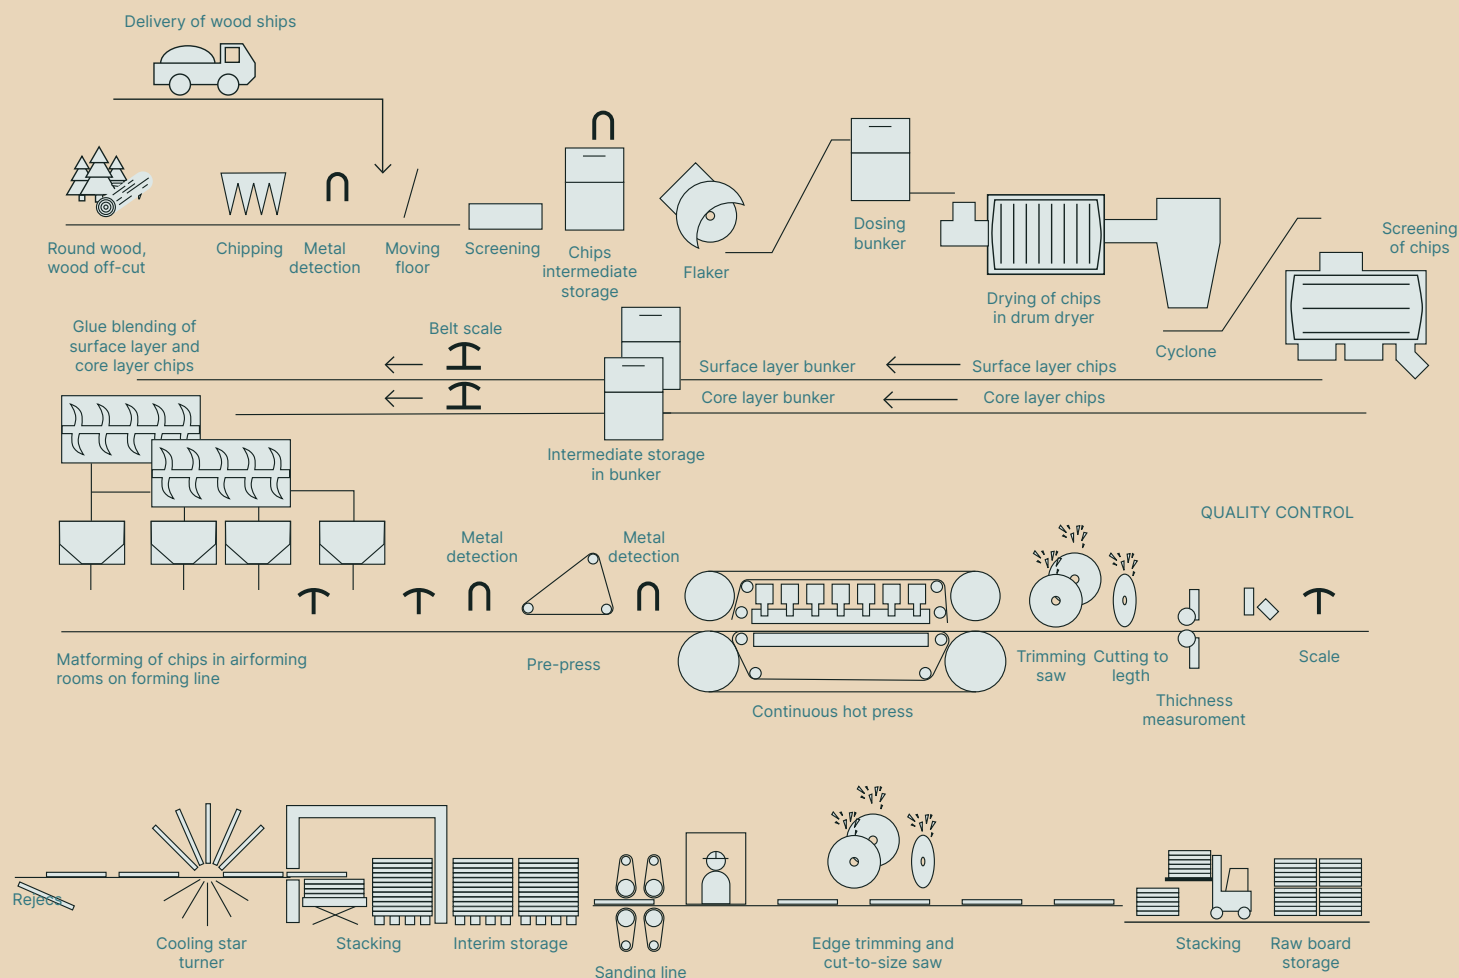 Delivery of wood ships
Round wood,
wood off-cut
Chipping
Metal
detection
Moving
floor
Screening
Chips
intermediate
storage
Flaker
Dosing
bunker
Drying of chips
in drum dryer
Cyclone
Screening
of chips
Glue blending of
surface layer and
core layer chips
Belt scale
Surface layer bunker
Surface layer chips
Core layer bunker
Core layer chips
Intermediate storage
in bunker
QUALITY CONTROL
Metal
detection
Metal
detection
Matforming of chips in airforming
rooms on forming line
Pre-press
Continuous hot press
Trimming
saw
Cutting to
legth
Thichness
measuroment
Scale
Rejecs
Cooling star
turner
Stacking
Interim storage
Sanding line
Edge trimming and
cut-to-size saw
Stacking
Raw board
storage